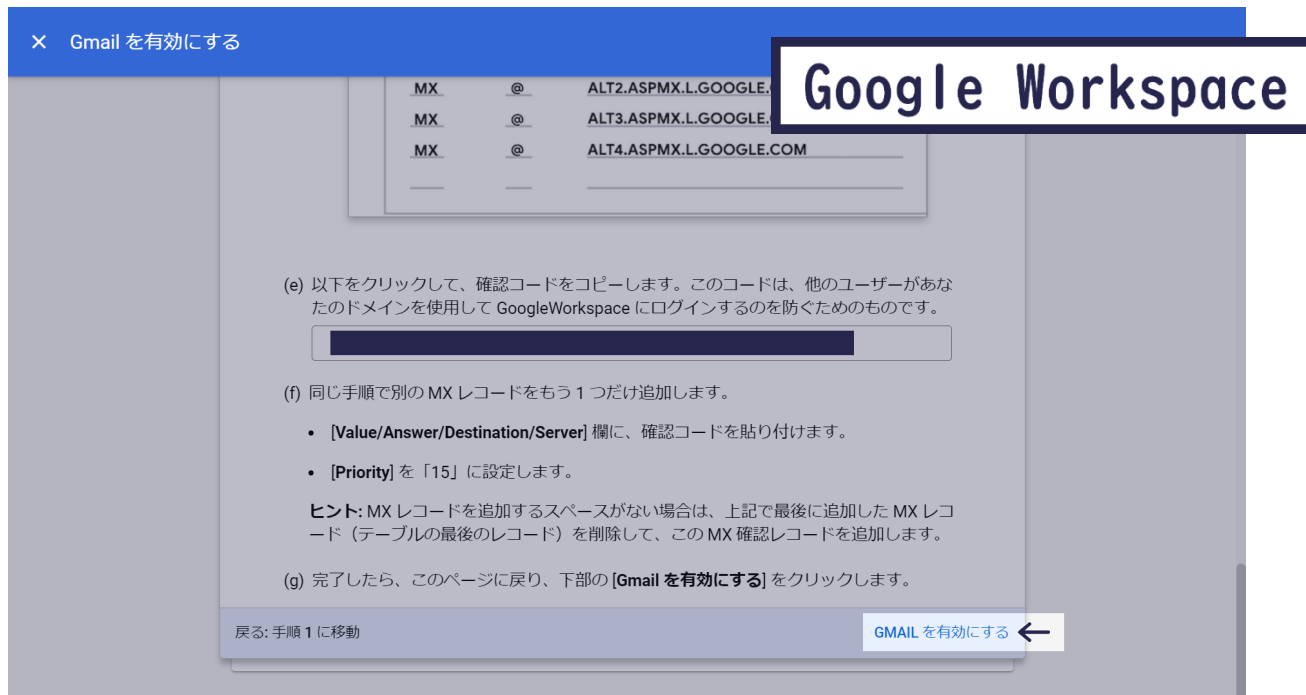 × Gmail を有効にする
Google Workspace
MX @ ALT2.ASPMX.L.GOOGLE.
MX @ ALT3.ASPMX.L.GOOGLE.
MX @ ALT4.ASPMX.L.GOOGLE.COM
(e) 以下をクリックして、確認コードをコピーします。このコードは、他のユーザーがあな
たのドメインを使用して GoogleWorkspace にログインするのを防ぐためのものです。
(f) 同じ手順で別の MX レコードをもう 1 つだけ追加します。
• [Value/Answer/Destination/Server] 欄に、確認コードを貼り付けます。
• [Priority] を「15」に設定します。
ヒント: MX レコードを追加するスペースがない場合は、上記で最後に追加した MX レコ
ード（テーブルの最後のレコード）を削除して、この MX 確認レコードを追加します。
(g) 完了したら、このページに戻り、下部の [Gmail を有効にする] をクリックします。
戻る: 手順 1 に移動 GMAIL を有効にする